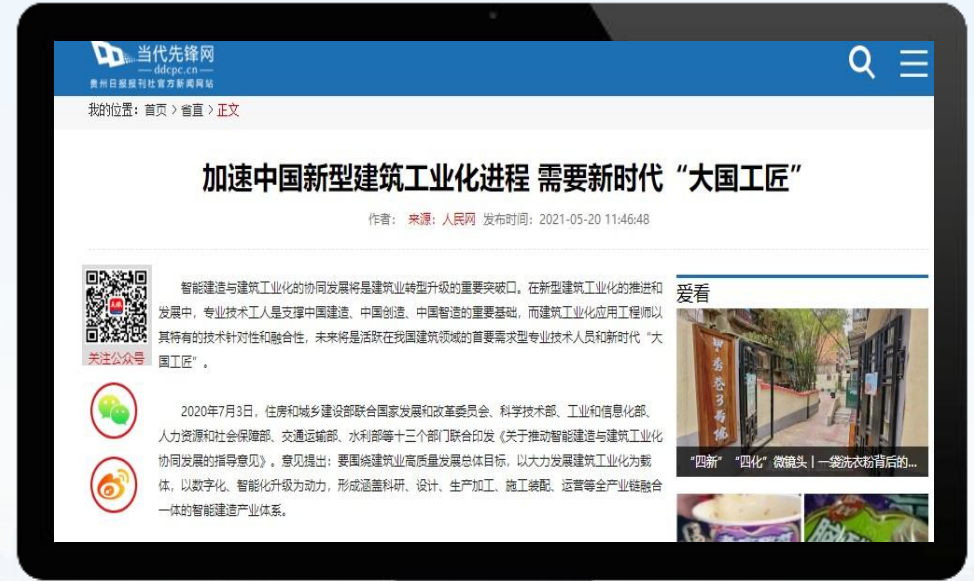 当代先锋网
ddcpc.cn
贵州日报报刊社官方新闻网站
我的位置：首页 > 省直 > 正文
加速中国新型建筑工业化进程 需要新时代“大国工匠”
作者： 来源：人民网 发布时间：2021-05-20 11:46:48
关注公众号
智能建造与建筑工业化的协同发展将是建筑业转型升级的重要突破口。在新型建筑工业化的推进和
发展中，专业技术工人是支撑中国建造、中国创造、中国智造的重要基础，而建筑工业化应用工程师以
其特有的技术针对性和融合性，未来将是活跃在我国建筑领域的首要需求型专业技术人员和新时代“大
国工匠”。
2020年7月3日，住房和城乡建设部联合国家发展和改革委员会、科学技术部、工业和信息化部、
人力资源和社会保障部、交通运输部、水利部等十三个部门联合印发《关于推动智能建造与建筑工业化
协同发展的指导意见》。意见提出：要围绕建筑业高质量发展总体目标，以大力发展建筑工业化为载
体，以数字化、智能化升级为动力，形成涵盖科研、设计、生产加工、施工装配、运营等全产业链融合
一体的智能建造产业体系。
爱看
“四新”“四化”微镜头丨一袋洗衣粉背后的...